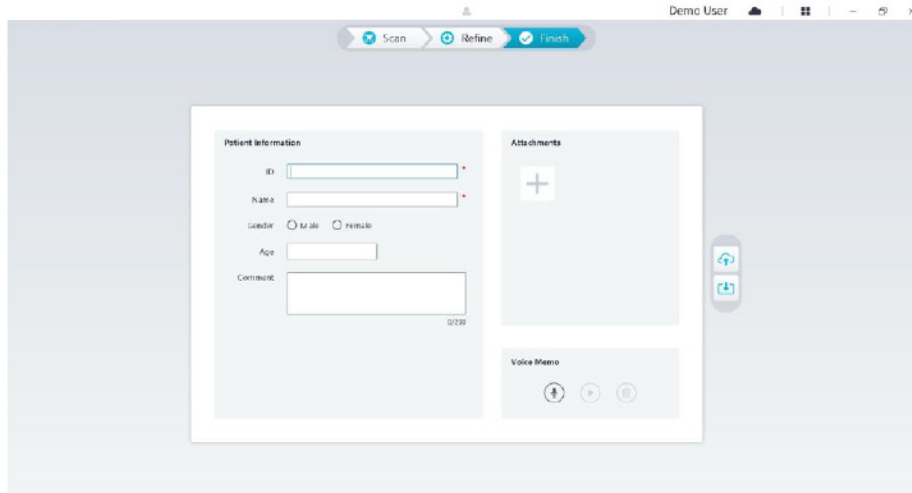 Demo User
Scan Refine Finish
Patient Information
ID *
Name *
Gender Male Female
Age
Comment
0/200
Attachments
Voice Memo